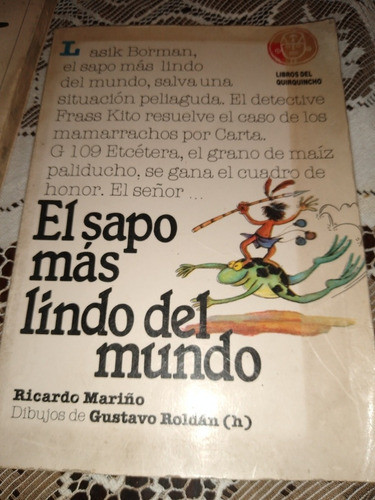 Lasik Borman,
el sapo más lindo
del mundo, salva una
situación peliaguda. El detective
Frass Kito resuelve el caso de los
mamarrachos por Carta.
G 109 Etcétera, el grano de maíz
paliducho, se gana el cuadro de
honor. El señor ...
LIBROS DEL
QUIRQUINCHO
El sapo
más
lindo del
mundo
Ricardo Mariño
Dibujos de Gustavo Roldán (h)